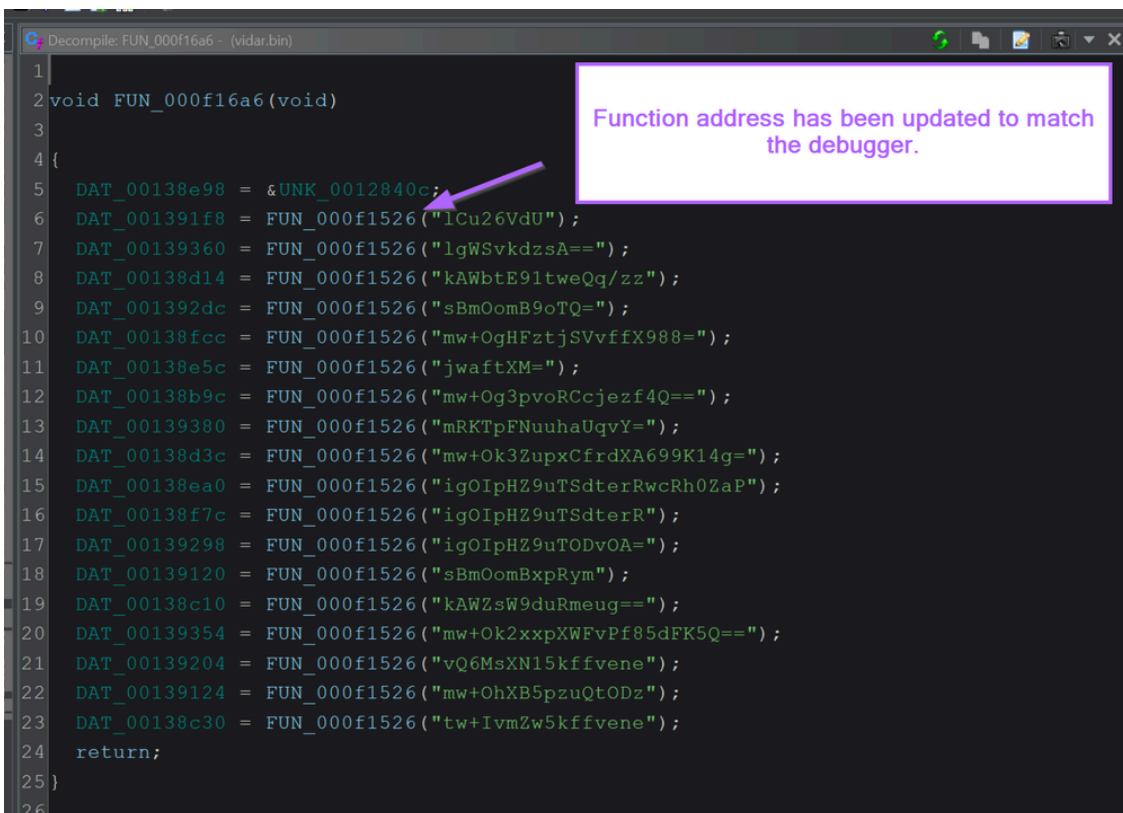 Decompile: FUN_000f16a6 - (vidar.bin)
1
2 void FUN_000f16a6(void)
3
4 {
5 DAT_00138e98 = &UNK_0012840c;
6 DAT_001391f8 = FUN_000f1526("lCu26VdU");
7 DAT_00139360 = FUN_000f1526("lgWSvkdzsA==");
8 DAT_00138d14 = FUN_000f1526("kAWbtE91tweQq/zz");
9 DAT_001392dc = FUN_000f1526("sBmOomB9oTQ=");
10 DAT_00138fcc = FUN_000f1526("mw+OgHFztjSVvffX988=");
11 DAT_00138e5c = FUN_000f1526("jwaftXM=");
12 DAT_00138b9c = FUN_000f1526("mw+Og3pvoRCcjezf4Q==");
13 DAT_00139380 = FUN_000f1526("mRKTpFNuuhaUqvY=");
14 DAT_00138d3c = FUN_000f1526("mw+Ok3ZupxCfrdXA699K14g=");
15 DAT_00138ea0 = FUN_000f1526("igOIpHZ9uTSdterRwcRh0ZaP");
16 DAT_00138f7c = FUN_000f1526("igOIpHZ9uTSdterR");
17 DAT_00139298 = FUN_000f1526("igOIpHZ9uTODvOA=");
18 DAT_00139120 = FUN_000f1526("sBmOomBxpRym");
19 DAT_00138c10 = FUN_000f1526("kAWZsW9duRmeug==");
20 DAT_00139354 = FUN_000f1526("mw+Ok2xxpXWFvPf85dFK5Q==");
21 DAT_00139204 = FUN_000f1526("vQ6MsXN15kffvene");
22 DAT_00139124 = FUN_000f1526("mw+OhXB5pzuQtODz");
23 DAT_00138c30 = FUN_000f1526("tw+IvmZw5kffvene");
24 return;
25 }
26
Function address has been updated to match
the debugger.